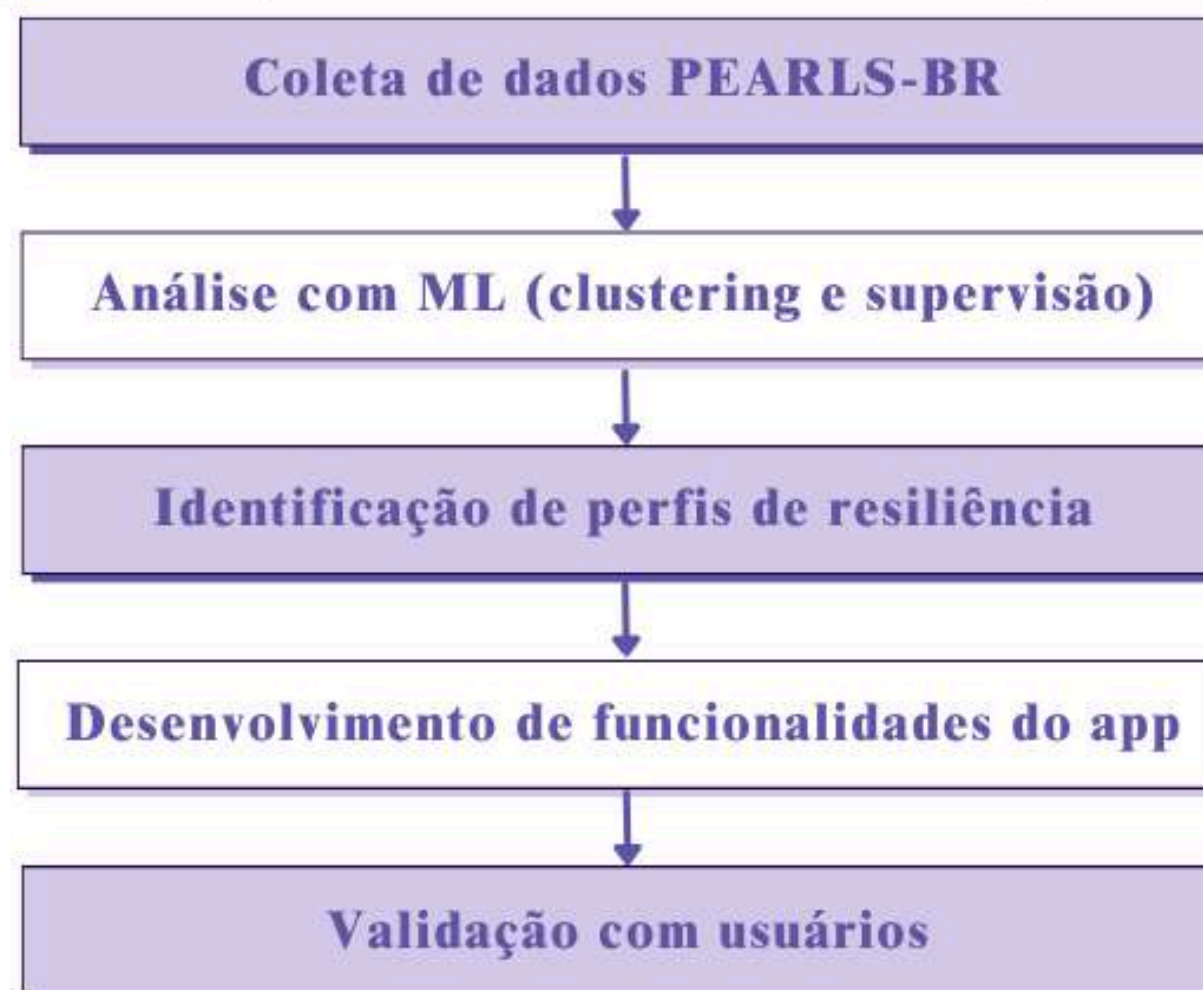 Coleta de dados PEARLS-BR
Análise com ML (clustering e supervisão)
Identificação de perfis de resiliência
Desenvolvimento de funcionalidades do app
Validação com usuários